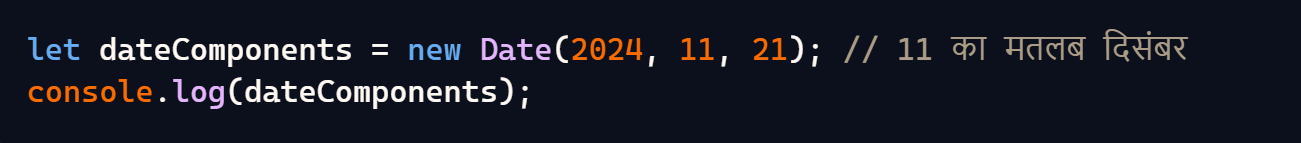 let dateComponents = new Date(2024, 11, 21); // 11 का मतलब दिसंबर
console.log(dateComponents);